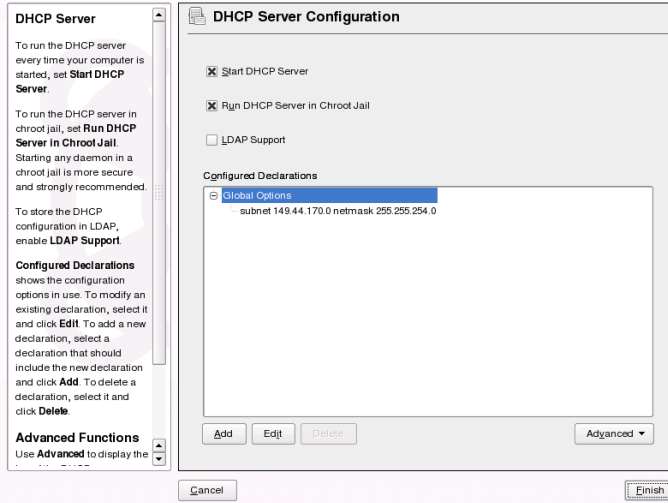 DHCP Server
To run the DHCP server
every time your computer is
started, set Start DHCP
Server.
To run the DHCP server in
chroot jail, set Run DHCP
Server in Chroot Jail.
Starting any daemon in a
chroot jail is more secure
and strongly recommended.
To store the DHCP
configuration in LDAP,
enable LDAP Support.
Configured Declarations
shows the configuration
options in use. To modify an
existing declaration, select it
and click Edit. To add a new
declaration, select a
declaration that should
include the new declaration
and click Add. To delete a
declaration, select it and
click Delete.
Advanced Functions
Use Advanced to display the
DHCP Server Configuration
Start DHCP Server
Run DHCP Server in Chroot Jail
LDAP Support
Configured Declarations
Global Options
subnet 149.44.170.0 netmask 255.255.254.0
Add Edit Delete Advanced
Cancel Finish